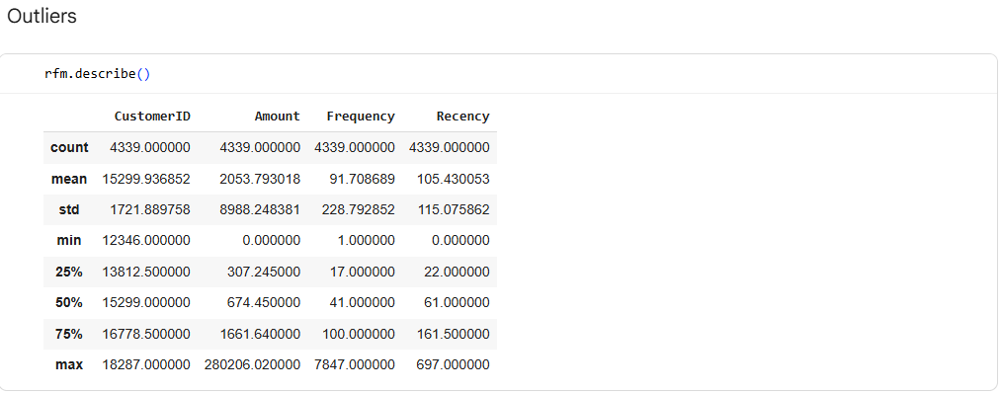 Outliers
rfm.describe()
CustomerID Amount Frequency Recency
count 4339.000000 4339.000000 4339.000000 4339.000000
mean 15299.936852 2053.793018 91.708689 105.430053
std 1721.889758 8988.248381 228.792852 115.075862
min 12346.000000 0.000000 1.000000 0.000000
25% 13812.500000 307.245000 17.000000 22.000000
50% 15299.000000 674.450000 41.000000 61.000000
75% 16778.500000 1661.640000 100.000000 161.500000
max 18287.000000 280206.020000 7847.000000 697.000000